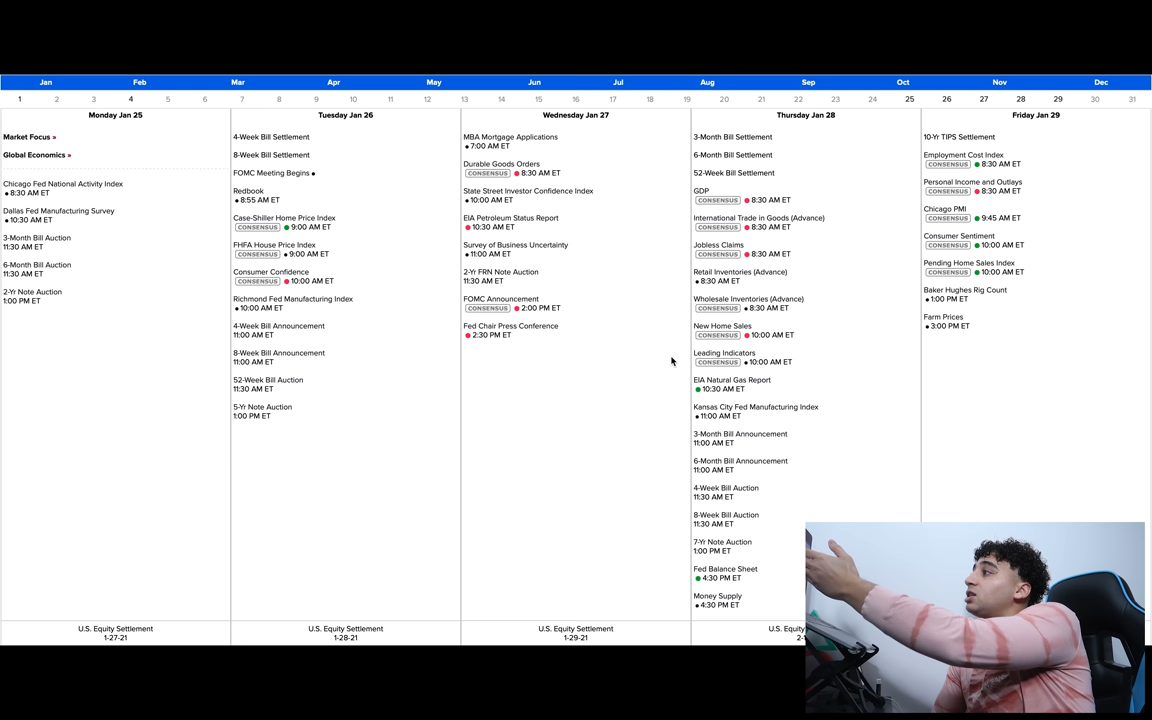 Jan Feb Mar Apr May Jun Jul Aug Sep Oct Nov Dec
1 2 3 4 5 6 7 8 9 10 11 12 13 14 15 16 17 18 19 20 21 22 23 24 25 26 27 28 29 30 31
Monday Jan 25
Market Focus »
Global Economics »
Chicago Fed National Activity Index
8:30 AM ET
Dallas Fed Manufacturing Survey
10:30 AM ET
3-Month Bill Auction
11:30 AM ET
6-Month Bill Auction
11:30 AM ET
2-Yr Note Auction
1:00 PM ET
U.S. Equity Settlement
1-27-21
Tuesday Jan 26
4-Week Bill Settlement
8-Week Bill Settlement
FOMC Meeting Begins
Redbook
8:55 AM ET
Case-Shiller Home Price Index
CONSENSUS 9:00 AM ET
FHFA House Price Index
CONSENSUS 9:00 AM ET
Consumer Confidence
CONSENSUS 10:00 AM ET
Richmond Fed Manufacturing Index
10:00 AM ET
4-Week Bill Announcement
11:00 AM ET
8-Week Bill Announcement
11:00 AM ET
52-Week Bill Auction
11:30 AM ET
5-Yr Note Auction
1:00 PM ET
U.S. Equity Settlement
1-28-21
Wednesday Jan 27
MBA Mortgage Applications
7:00 AM ET
Durable Goods Orders
CONSENSUS 8:30 AM ET
State Street Investor Confidence Index
10:00 AM ET
EIA Petroleum Status Report
10:30 AM ET
Survey of Business Uncertainty
11:00 AM ET
2-Yr FRN Note Auction
11:30 AM ET
FOMC Announcement
CONSENSUS 2:00 PM ET
Fed Chair Press Conference
2:30 PM ET
U.S. Equity Settlement
1-29-21
Thursday Jan 28
3-Month Bill Settlement
6-Month Bill Settlement
52-Week Bill Settlement
GDP
CONSENSUS 8:30 AM ET
International Trade in Goods (Advance)
CONSENSUS 8:30 AM ET
Jobless Claims
CONSENSUS 8:30 AM ET
Retail Inventories (Advance)
8:30 AM ET
Wholesale Inventories (Advance)
CONSENSUS 8:30 AM ET
New Home Sales
CONSENSUS 10:00 AM ET
Leading Indicators
CONSENSUS 10:00 AM ET
EIA Natural Gas Report
10:30 AM ET
Kansas City Fed Manufacturing Index
11:00 AM ET
3-Month Bill Announcement
11:00 AM ET
6-Month Bill Announcement
11:00 AM ET
4-Week Bill Auction
11:30 AM ET
8-Week Bill Auction
11:30 AM ET
7-Yr Note Auction
1:00 PM ET
Fed Balance Sheet
4:30 PM ET
Money Supply
4:30 PM ET
U.S.
Friday Jan 29
10-Yr TIPS Settlement
Employment Cost Index
CONSENSUS 8:30 AM ET
Personal Income and Outlays
CONSENSUS 8:30 AM ET
Chicago PMI
CONSENSUS 9:45 AM ET
Consumer Sentiment
CONSENSUS 10:00 AM ET
Pending Home Sales Index
CONSENSUS 10:00 AM ET
Baker Hughes Rig Count
1:00 PM ET
Farm Prices
3:00 PM ET